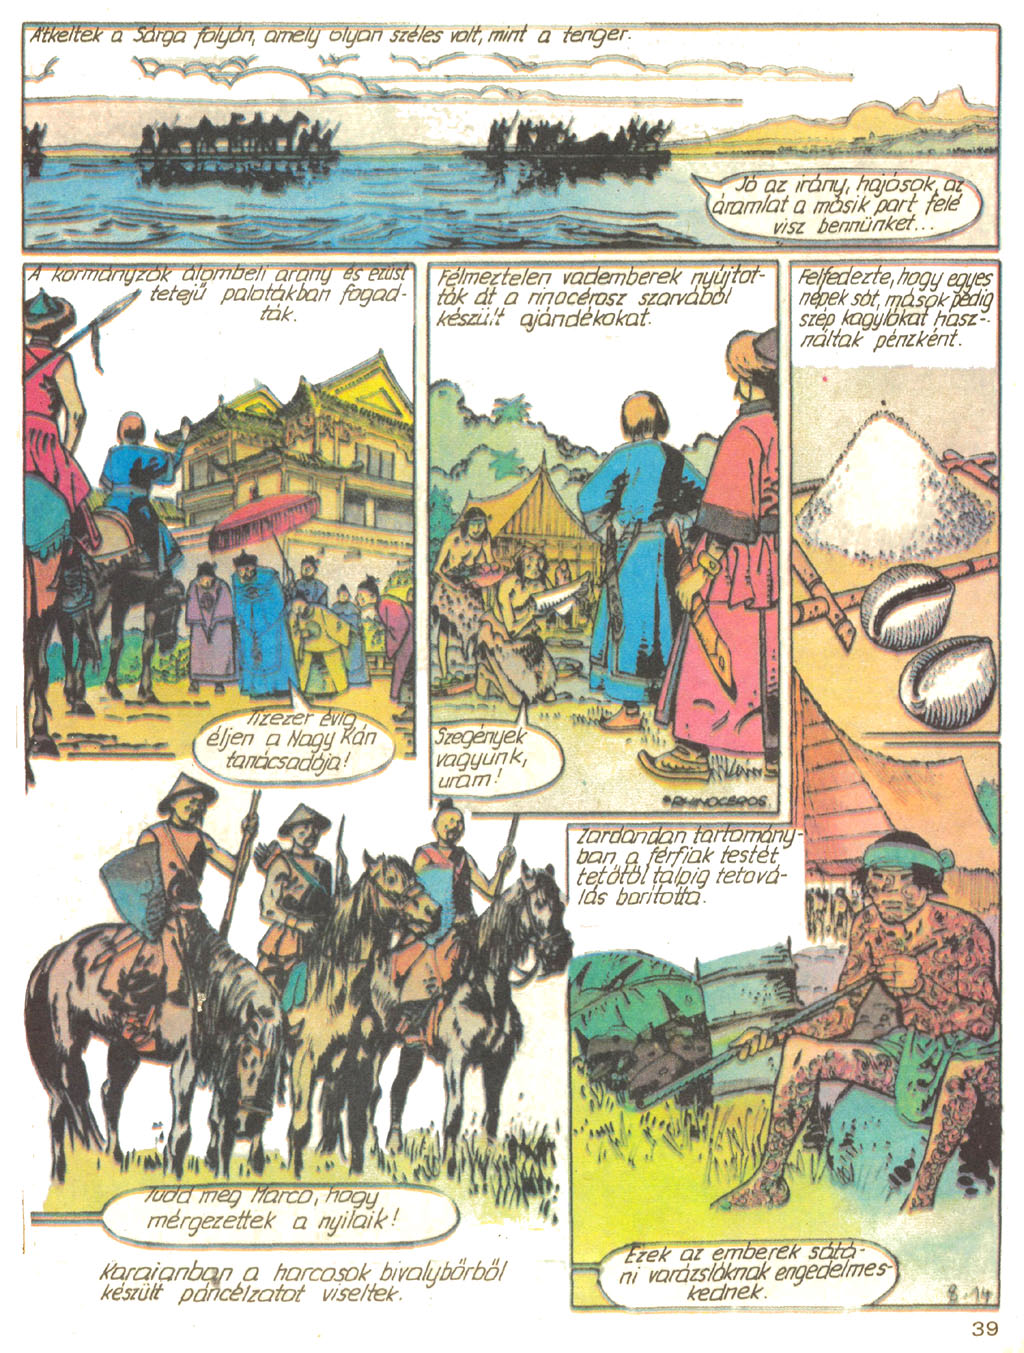 Átkeltek a Sárga folyón, amely olyan széles volt, mint a tenger.
Jó az irány, hajósok, az
áramlat a másik part felé
visz bennünket...
A kormányzók álombeli arany és ezüst
tetejű palotákban fogad-
ták.
Tízezer évig
éljen a Nagy Kán
tanácsadója!
Félmeztelen vademberek nyújtot-
ták át a rinocérosz szarvából
készült ajándékokat.
Szegények
vagyunk,
uram!
*RHINOCEROS
Felfedezte, hogy egyes
népek sót, mások pedig
szép kagylókat hasz-
náltak pénzként.
Tudd meg Marco, hogy
mérgezettek a nyilaik!
Karaianban a harcosok bivalybőrből
készült páncélzatot viseltek.
Zardandan tartomány-
ban a férfiak testét
tetőtől talpig tetová-
lás borította.
Ezek az emberek sátá-
ni varázslóknak engedelmes-
kednek.
8-14
39